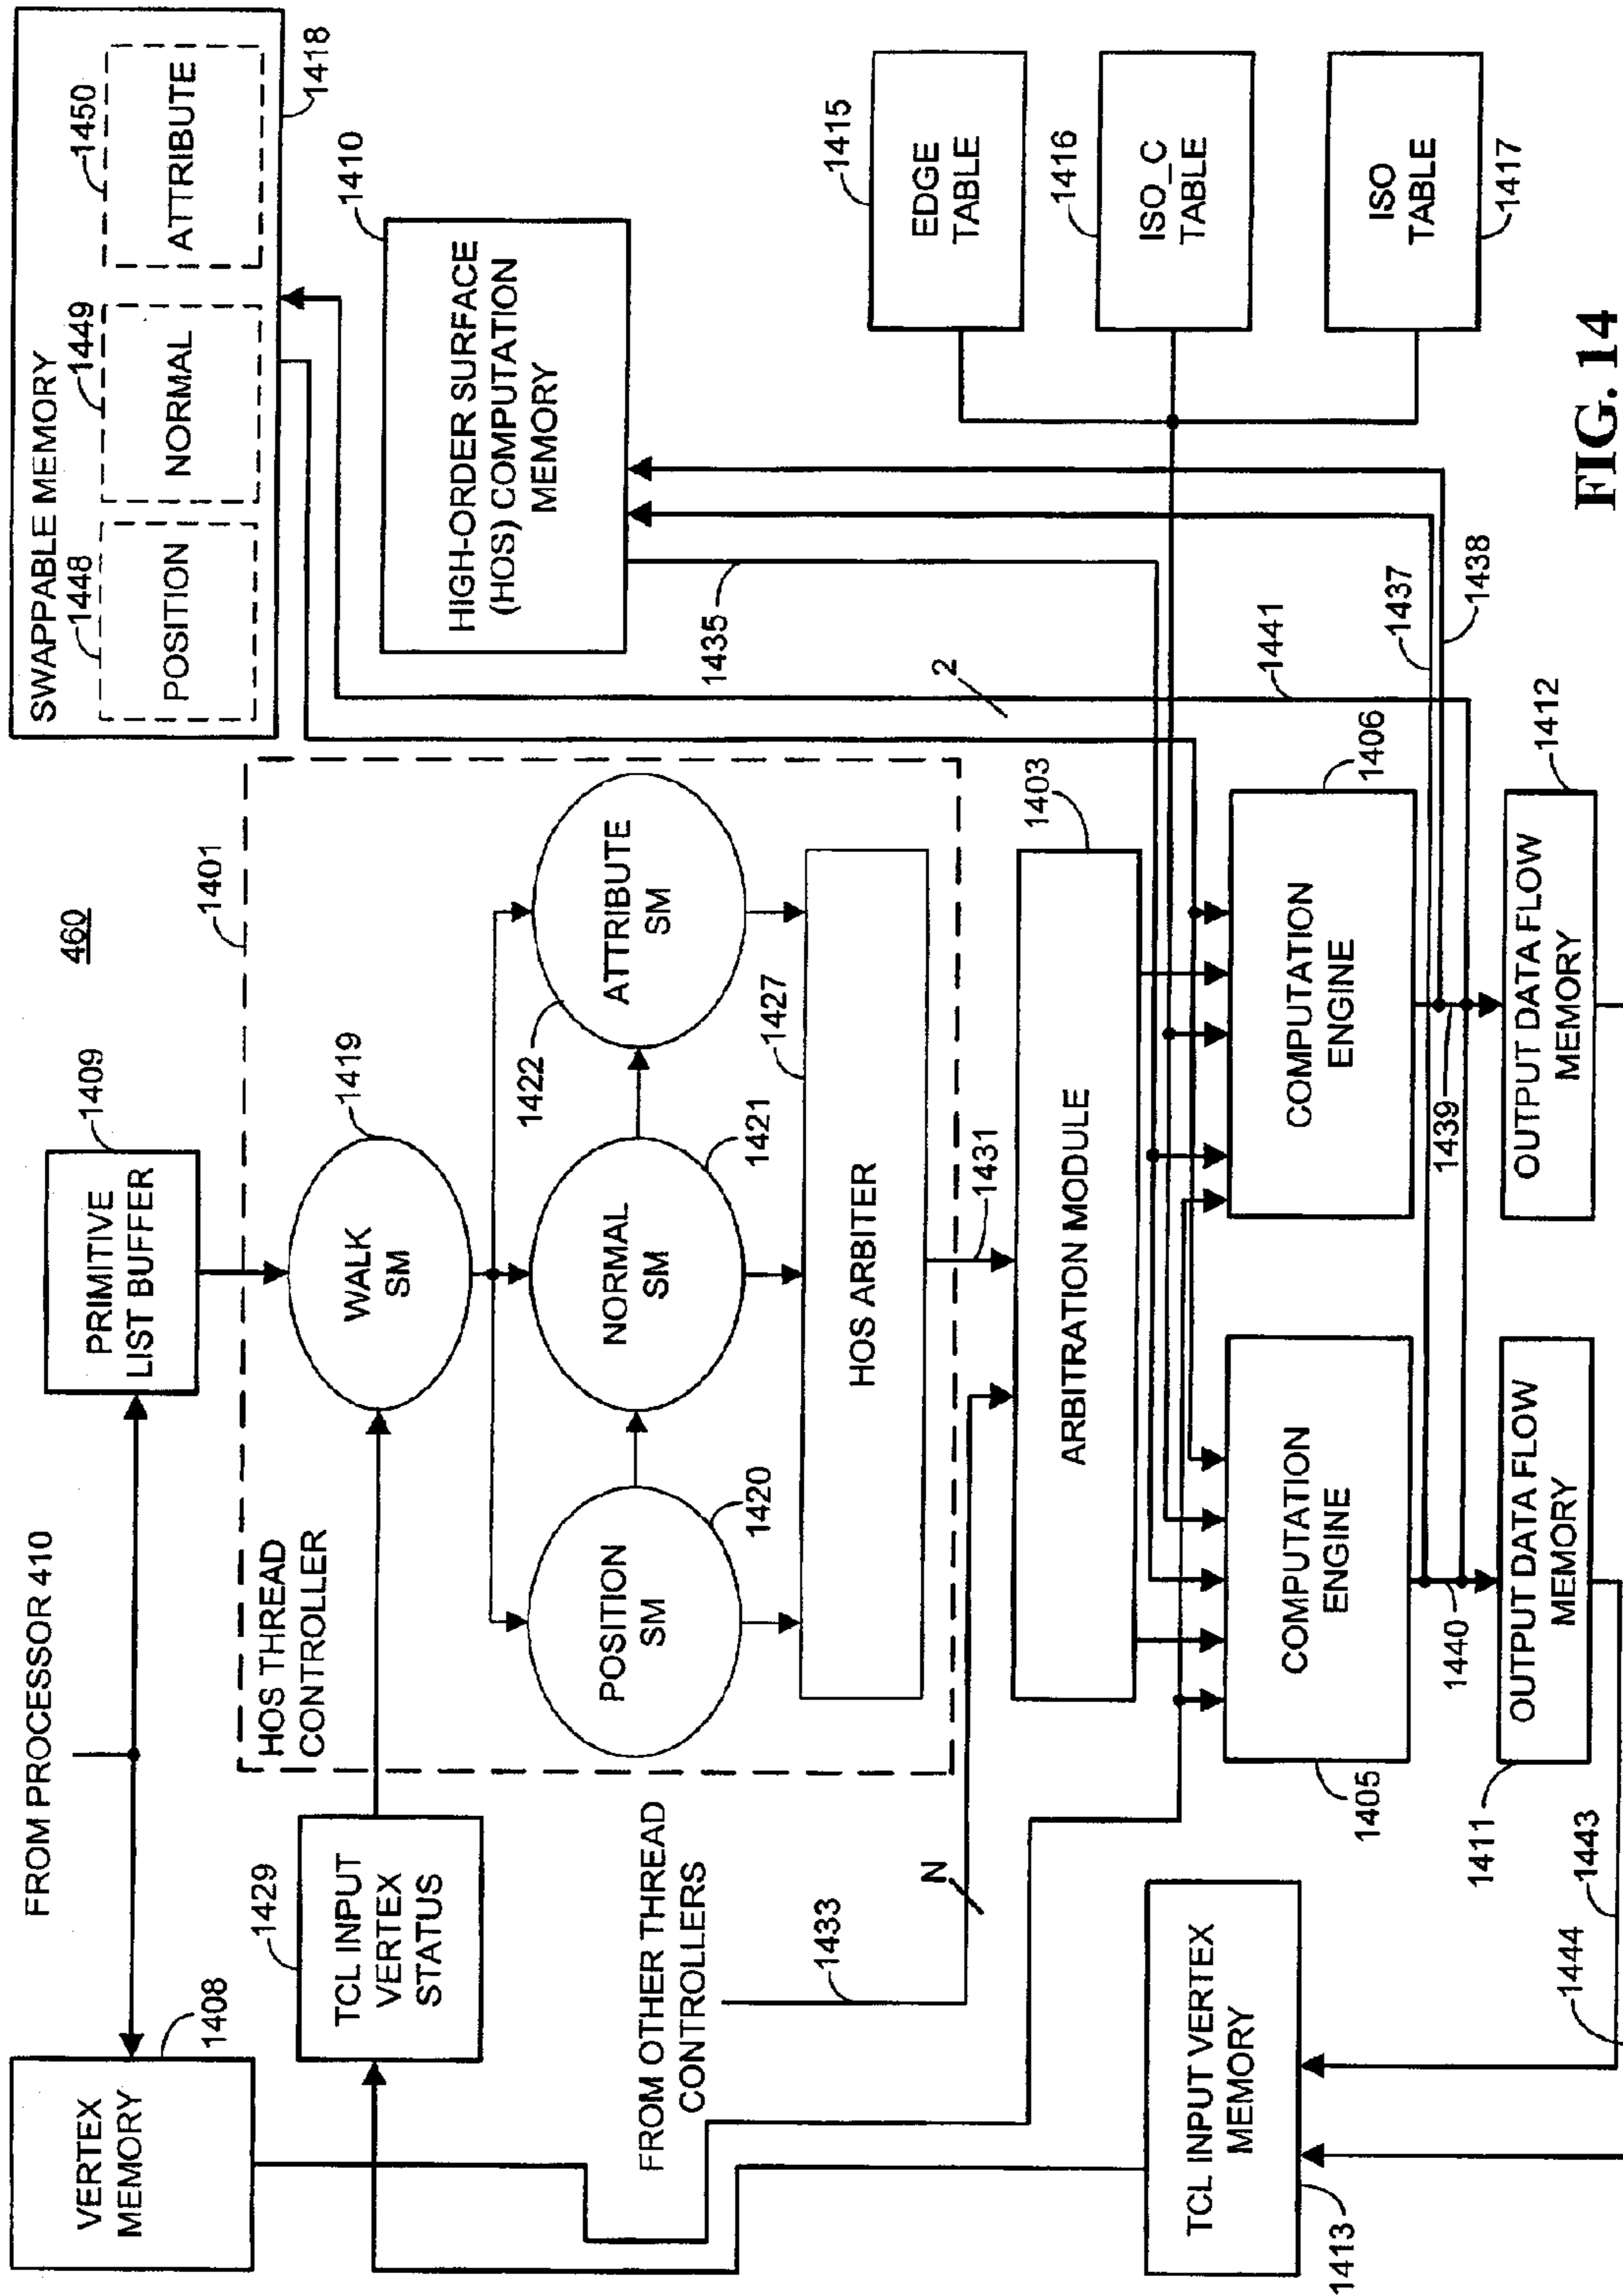 460
FROM PROCESSOR 410
VERTEX
MEMORY
1408
PRIMITIVE
LIST BUFFER
1409
SWAPPABLE MEMORY
1448
POSITION
1449
NORMAL
1450
ATTRIBUTE
1418
TCL INPUT
VERTEX
STATUS
1429
HOS THREAD
CONTROLLER
1401
WALK
SM
1419
POSITION
SM
1420
NORMAL
SM
1421
ATTRIBUTE
SM
1422
HOS ARBITER
1427
1431
HIGH-ORDER SURFACE
(HOS) COMPUTATION
MEMORY
1410
1435
FROM OTHER THREAD
CONTROLLERS
1433
N
ARBITRATION MODULE
1403
2
EDGE
TABLE
1415
ISO_C
TABLE
1416
ISO
TABLE
1417
1437
1438
1441
COMPUTATION
ENGINE
1405
COMPUTATION
ENGINE
1406
1440
1439
TCL INPUT VERTEX
MEMORY
1413
OUTPUT DATA FLOW
MEMORY
1411
OUTPUT DATA FLOW
MEMORY
1412
1443
1444
FIG. 14